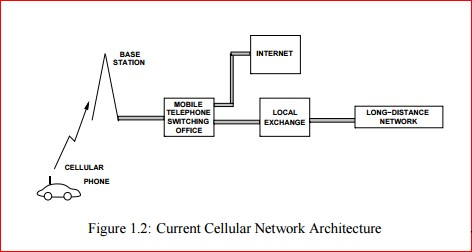 BASE
STATION
INTERNET
MOBILE
TELEPHONE
SWITCHING
OFFICE
LOCAL
EXCHANGE
LONG-DISTANCE
NETWORK
CELLULAR
PHONE
Figure 1.2: Current Cellular Network Architecture